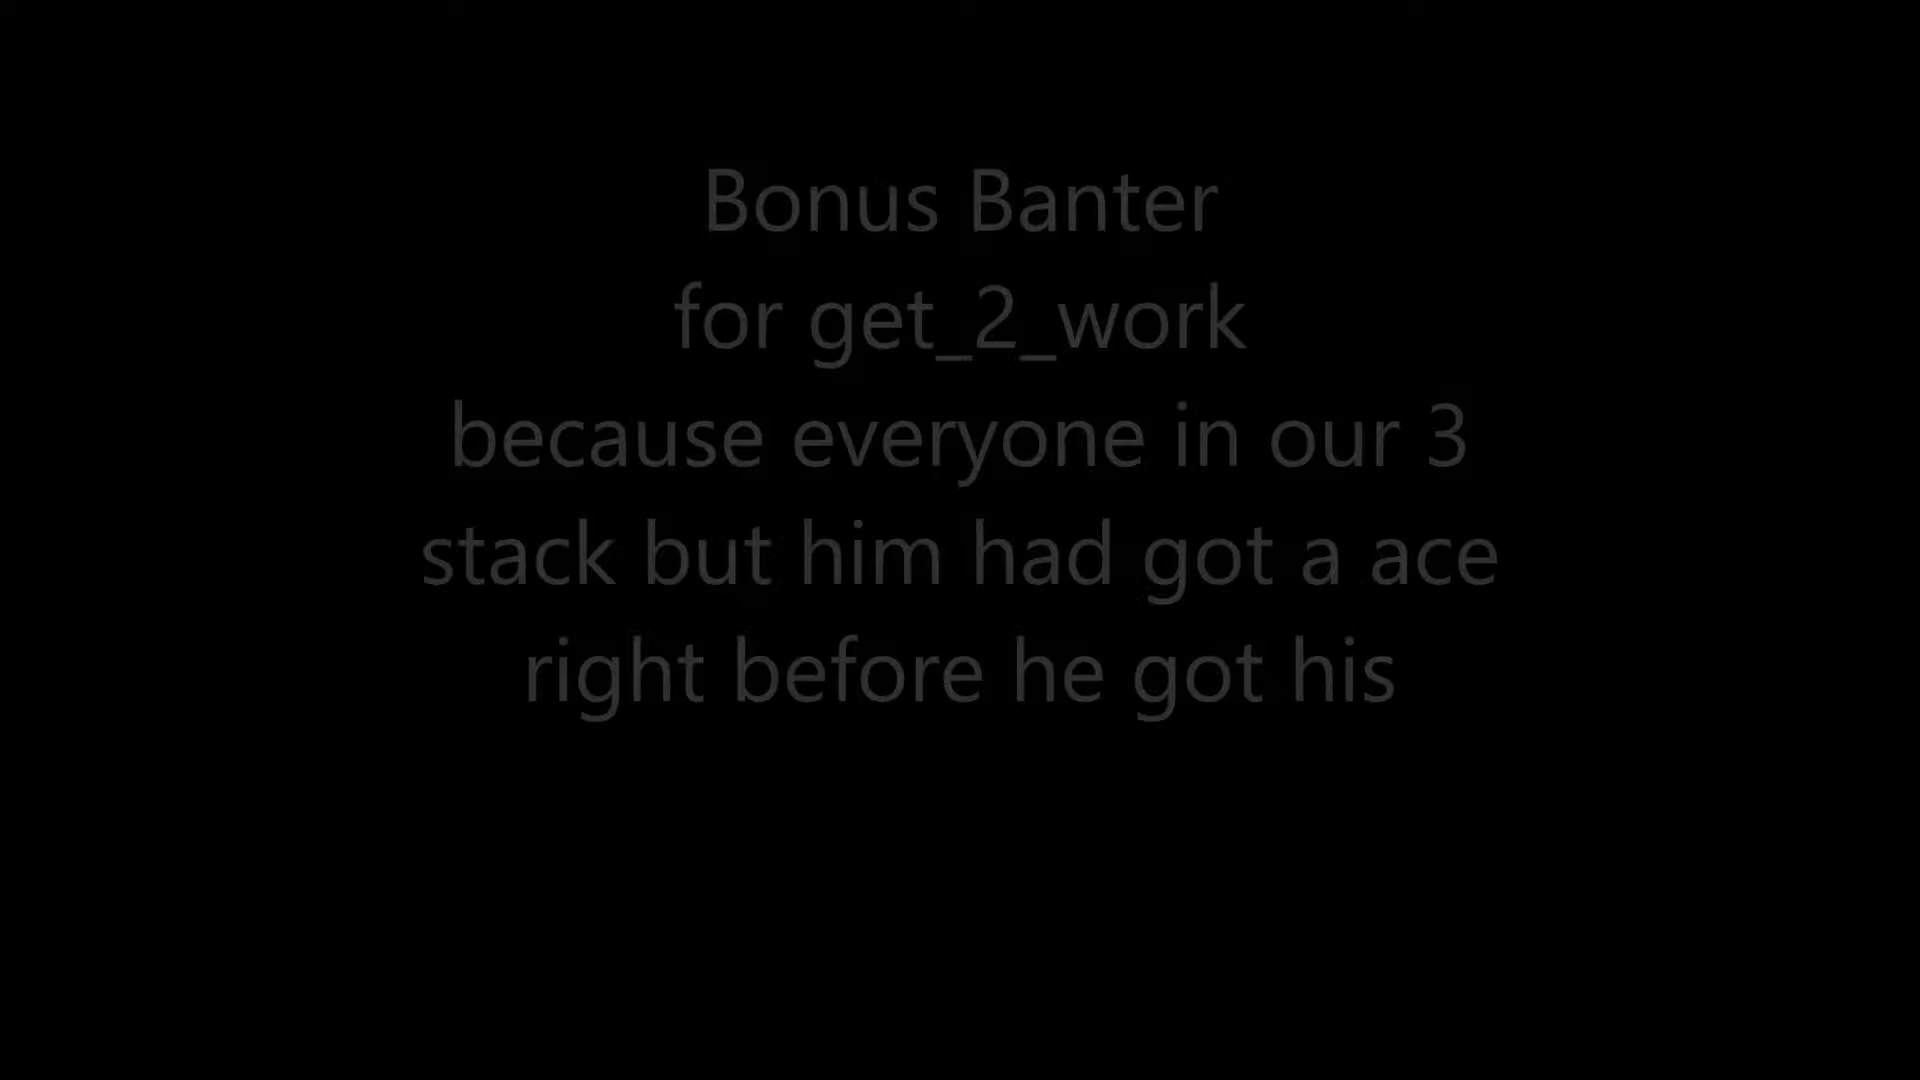 Bonus Banter
for get_2_work
because everyone in our 3
stack but him had got a ace
right before he got his